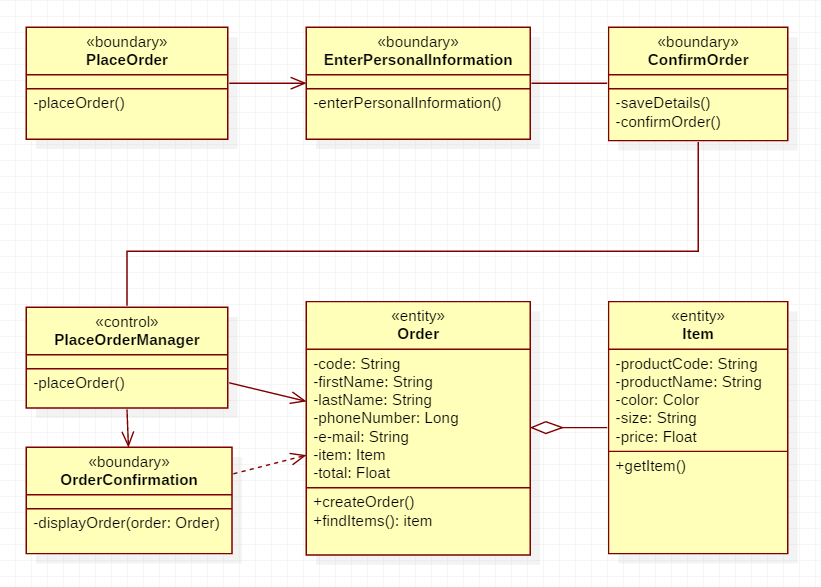 «boundary»
PlaceOrder
-placeOrder()
«boundary»
EnterPersonalInformation
-enterPersonalInformation()
«boundary»
ConfirmOrder
-saveDetails()
-confirmOrder()
«control»
PlaceOrderManager
-placeOrder()
«entity»
Order
-code: String
-firstName: String
-lastName: String
-phoneNumber: Long
-e-mail: String
-item: Item
-total: Float
+createOrder()
+findItems(): item
«entity»
Item
-productCode: String
-productName: String
-color: Color
-size: String
-price: Float
+getItem()
«boundary»
OrderConfirmation
-displayOrder(order: Order)